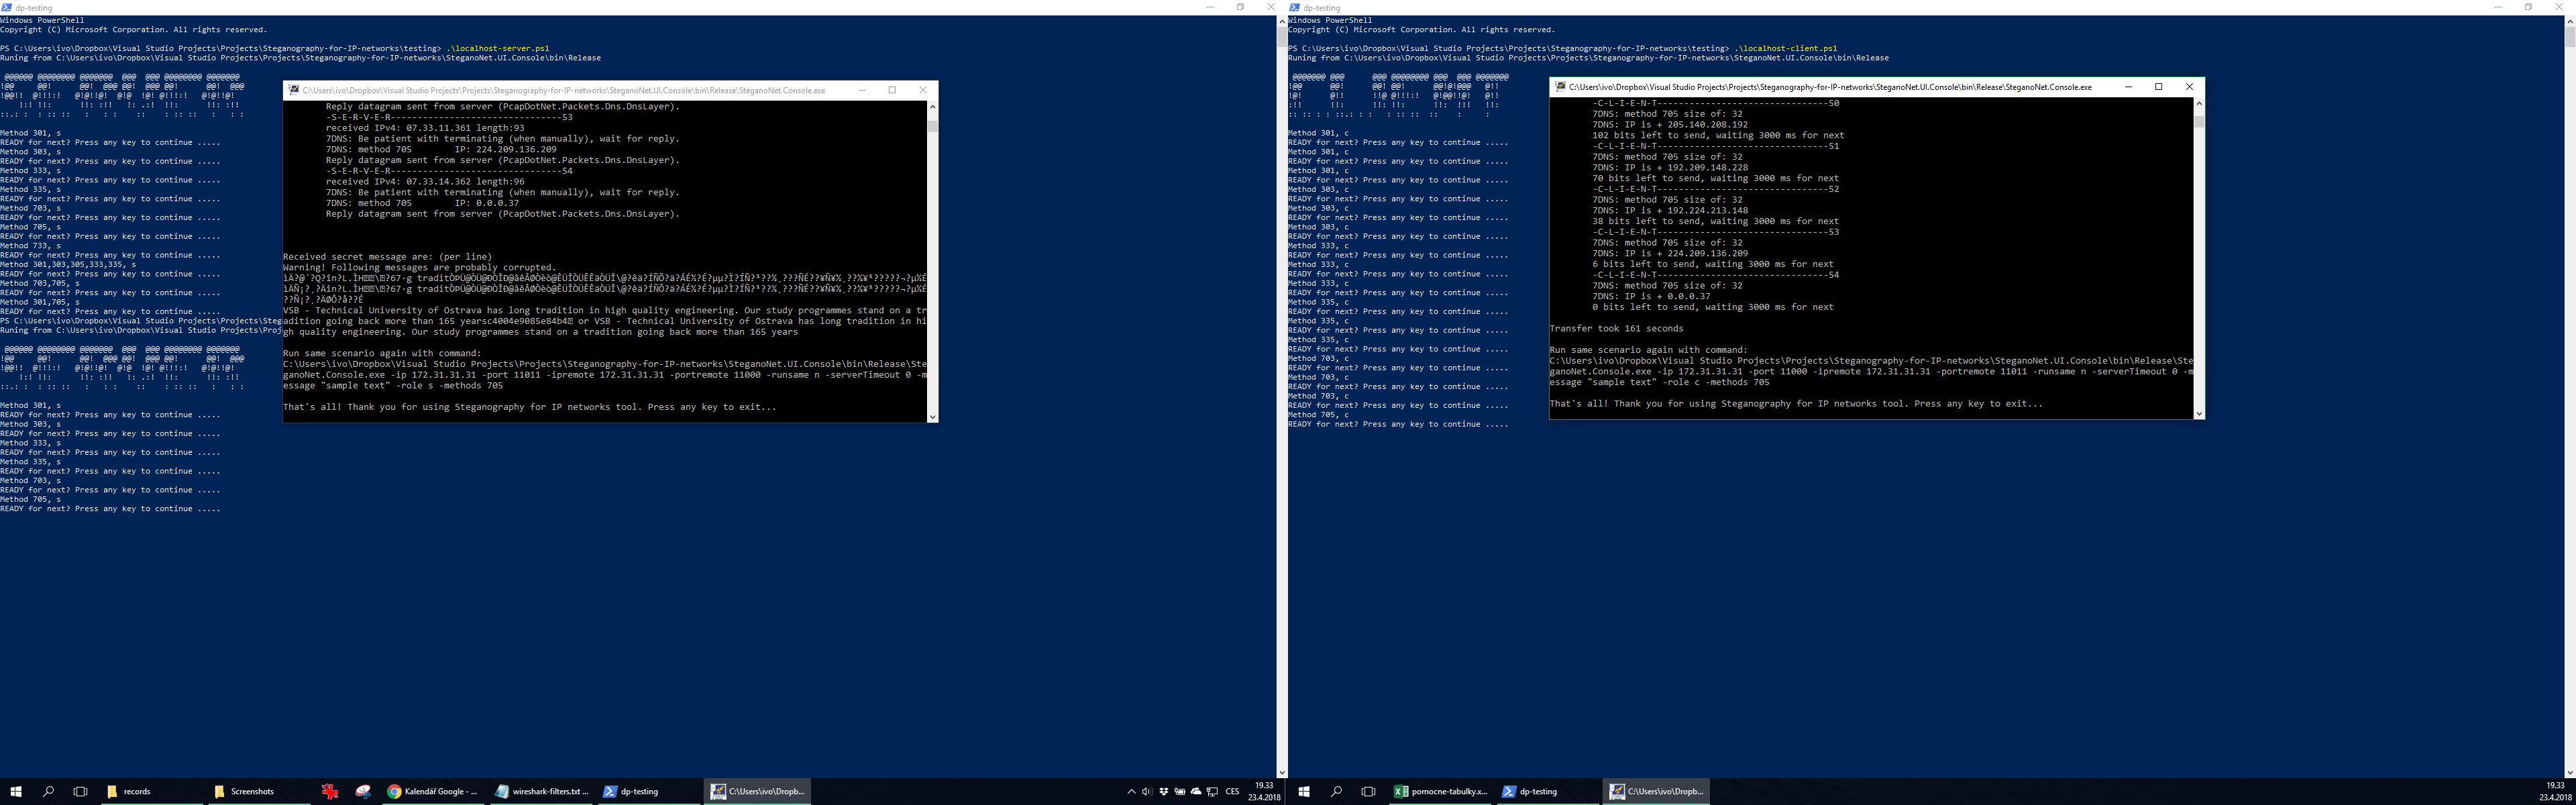 dp-testing
Windows PowerShell
Copyright (C) Microsoft Corporation. All rights reserved.
PS C:\Users\ivo\Dropbox\Visual Studio Projects\Projects\Steganography-for-IP-networks\testing> .\localhost-server.ps1
Runing from C:\Users\ivo\Dropbox\Visual Studio Projects\Projects\Steganography-for-IP-networks\SteganoNet.UI.Console\bin\Release
Method 301, s
READY for next? Press any key to continue .....
Method 303, s
READY for next? Press any key to continue .....
Method 333, s
READY for next? Press any key to continue .....
Method 335, s
READY for next? Press any key to continue .....
Method 703, s
READY for next? Press any key to continue .....
Method 705, s
READY for next? Press any key to continue .....
Method 733, s
READY for next? Press any key to continue .....
Method 301,303,305,333,335, s
READY for next? Press any key to continue .....
Method 703,705, s
READY for next? Press any key to continue .....
Method 301,705, s
READY for next? Press any key to continue .....
PS C:\Users\ivo\Dropbox\Visual Studio Projects\Projects\Steg
Runing from C:\Users\ivo\Dropbox\Visual Studio Projects\Proj
Method 301, s
READY for next? Press any key to continue .....
Method 303, s
READY for next? Press any key to continue .....
Method 333, s
READY for next? Press any key to continue .....
Method 335, s
READY for next? Press any key to continue .....
Method 703, s
READY for next? Press any key to continue .....
Method 705, s
READY for next? Press any key to continue .....
C:\Users\ivo\Dropbox\Visual Studio Projects\Projects\Steganography-for-IP-networks\SteganoNet.UI.Console\bin\Release\SteganoNet.Console.exe
Reply datagram sent from server (PcapDotNet.Packets.Dns.DnsLayer).
-S-E-R-V-E-R--------------------------------53
received IPv4: 07.33.11.361 length:93
7DNS: Be patient with terminating (when manually), wait for reply.
7DNS: method 705 IP: 224.209.136.209
Reply datagram sent from server (PcapDotNet.Packets.Dns.DnsLayer).
-S-E-R-V-E-R--------------------------------54
received IPv4: 07.33.14.362 length:96
7DNS: Be patient with terminating (when manually), wait for reply.
7DNS: method 705 IP: 0.0.0.37
Reply datagram sent from server (PcapDotNet.Packets.Dns.DnsLayer).
Received secret message are: (per line)
Warning! Following messages are probably corrupted.
VSB - Technical University of Ostrava has long tradition in high quality engineering. Our study programmes stand on a tr
adition going back more than 165 yearsc4004e9085e84b4 or VSB - Technical University of Ostrava has long tradition in hi
gh quality engineering. Our study programmes stand on a tradition going back more than 165 years
Run same scenario again with command:
C:\Users\ivo\Dropbox\Visual Studio Projects\Projects\Steganography-for-IP-networks\SteganoNet.UI.Console\bin\Release\Ste
ganoNet.Console.exe -ip 172.31.31.31 -port 11011 -ipremote 172.31.31.31 -portremote 11000 -runsame n -serverTimeout 0 -m
essage "sample text" -role s -methods 705
That's all! Thank you for using Steganography for IP networks tool. Press any key to exit...
records
Screenshots
Kalendář Google - ...
wireshark-filters.txt ...
dp-testing
C:\Users\ivo\Dropb...
CES
19.33
23.4.2018
dp-testing
Windows PowerShell
Copyright (C) Microsoft Corporation. All rights reserved.
PS C:\Users\ivo\Dropbox\Visual Studio Projects\Projects\Steganography-for-IP-networks\testing> .\localhost-client.ps1
Runing from C:\Users\ivo\Dropbox\Visual Studio Projects\Projects\Steganography-for-IP-networks\SteganoNet.UI.Console\bin\Release
Method 301, c
READY for next? Press any key to continue .....
Method 301, c
READY for next? Press any key to continue .....
Method 301, c
READY for next? Press any key to continue .....
Method 303, c
READY for next? Press any key to continue .....
Method 303, c
READY for next? Press any key to continue .....
Method 303, c
READY for next? Press any key to continue .....
Method 333, c
READY for next? Press any key to continue .....
Method 333, c
READY for next? Press any key to continue .....
Method 333, c
READY for next? Press any key to continue .....
Method 335, c
READY for next? Press any key to continue .....
Method 335, c
READY for next? Press any key to continue .....
Method 335, c
READY for next? Press any key to continue .....
Method 703, c
READY for next? Press any key to continue .....
Method 703, c
READY for next? Press any key to continue .....
Method 703, c
READY for next? Press any key to continue .....
Method 705, c
READY for next? Press any key to continue .....
C:\Users\ivo\Dropbox\Visual Studio Projects\Projects\Steganography-for-IP-networks\SteganoNet.UI.Console\bin\Release\SteganoNet.Console.exe
-C-L-I-E-N-T--------------------------------50
7DNS: method 705 size of: 32
7DNS: IP is + 205.140.208.192
102 bits left to send, waiting 3000 ms for next
-C-L-I-E-N-T--------------------------------51
7DNS: method 705 size of: 32
7DNS: IP is + 192.209.148.228
70 bits left to send, waiting 3000 ms for next
-C-L-I-E-N-T--------------------------------52
7DNS: method 705 size of: 32
7DNS: IP is + 192.224.213.148
38 bits left to send, waiting 3000 ms for next
-C-L-I-E-N-T--------------------------------53
7DNS: method 705 size of: 32
7DNS: IP is + 224.209.136.209
6 bits left to send, waiting 3000 ms for next
-C-L-I-E-N-T--------------------------------54
7DNS: method 705 size of: 32
7DNS: IP is + 0.0.0.37
0 bits left to send, waiting 3000 ms for next
Transfer took 161 seconds
Run same scenario again with command:
C:\Users\ivo\Dropbox\Visual Studio Projects\Projects\Steganography-for-IP-networks\SteganoNet.UI.Console\bin\Release\Ste
ganoNet.Console.exe -ip 172.31.31.31 -port 11000 -ipremote 172.31.31.31 -portremote 11011 -runsame n -serverTimeout 0 -m
essage "sample text" -role c -methods 705
That's all! Thank you for using Steganography for IP networks tool. Press any key to exit...
pomocne-tabulky.x...
dp-testing
C:\Users\ivo\Dropb...
19.33
23.4.2018